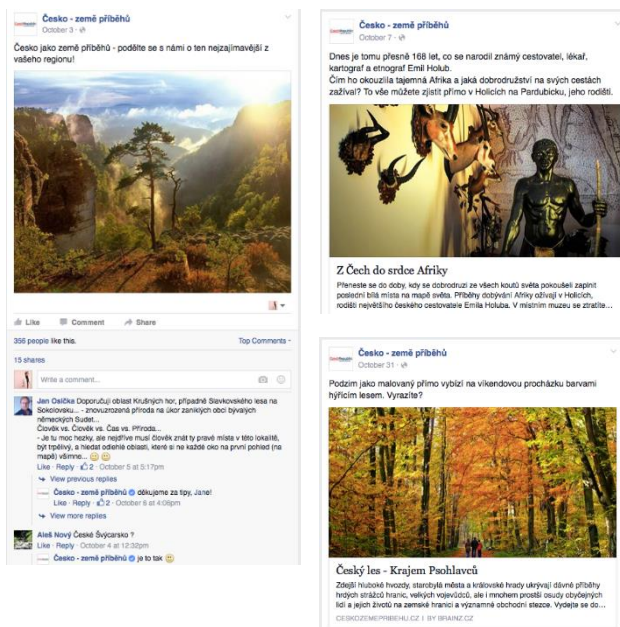 Česko - země příběhů
October 3 ·
Česko jako země příběhů - podělte se s námi o ten nejzajímavější z
vašeho regionu!
Like Comment Share
356 people like this.
Top Comments
15 shares
Write a comment...
Jan Osička Doporučuji oblast Krušných hor, případně Slavkovského lesa na
Sokolovsku... - znovuzrozená příroda na úkor zaniklých obcí bývalých
německých Sudet...
Člověk vs. Člověk vs. Čas vs. Příroda...
- Je tu moc hezky, ale nejdříve musí člověk znát ty pravé místa v této lokalitě,
být trpělivý, a hledat odlehlé oblasti, které si ne každé oko na první pohled (na
mapě) všimne...
Like · Reply · 2 · October 5 at 5:17pm
View previous replies
Česko - země příběhů děkujeme za tipy, Jane!
Like · Reply · 2 · October 6 at 4:06pm
View more replies
Aleš Nový České Švýcarsko ?
Like · Reply · October 4 at 12:32pm
Česko - země příběhů je to tak
Česko - země příběhů
October 7 ·
Dnes je tomu přesně 168 let, co se narodil známý cestovatel, lékař,
kartograf a etnograf Emil Holub.
Čím ho okouzlila tajemná Afrika a jaká dobrodružství na svých cestách
zažíval? To vše můžete zjistit přímo v Holicích na Pardubicku, jeho rodišti.
Z Čech do srdce Afriky
Přeneste se do doby, kdy se dobrodruzi ze všech koutů světa pokoušeli zaplnit
poslední bílá místa na mapě světa. Příběhy dobývání Afriky ožívají v Holicích,
rodišti největšího českého cestovatele Emila Holuba. V místním muzeu se ztratíte...
Česko - země příběhů
October 31 ·
Podzim jako malovaný přímo vybízí na víkendovou procházku barvami
hýřícím lesem. Vyrazíte?
Český les - Krajem Psohlavců
Zdejší hluboké hvozdy, starobylá města a královské hrady ukrývají dávné příběhy
hrdých strážců hranic, velkých vojevůdců, ale i mnohem prostší osudy obyčejných
lidí a jejich životů na zemské hranici a významné obchodní stezce. Vydejte se do...
CESKOZEMEPRIBEHU.CZ | BY BRAINZ.CZ